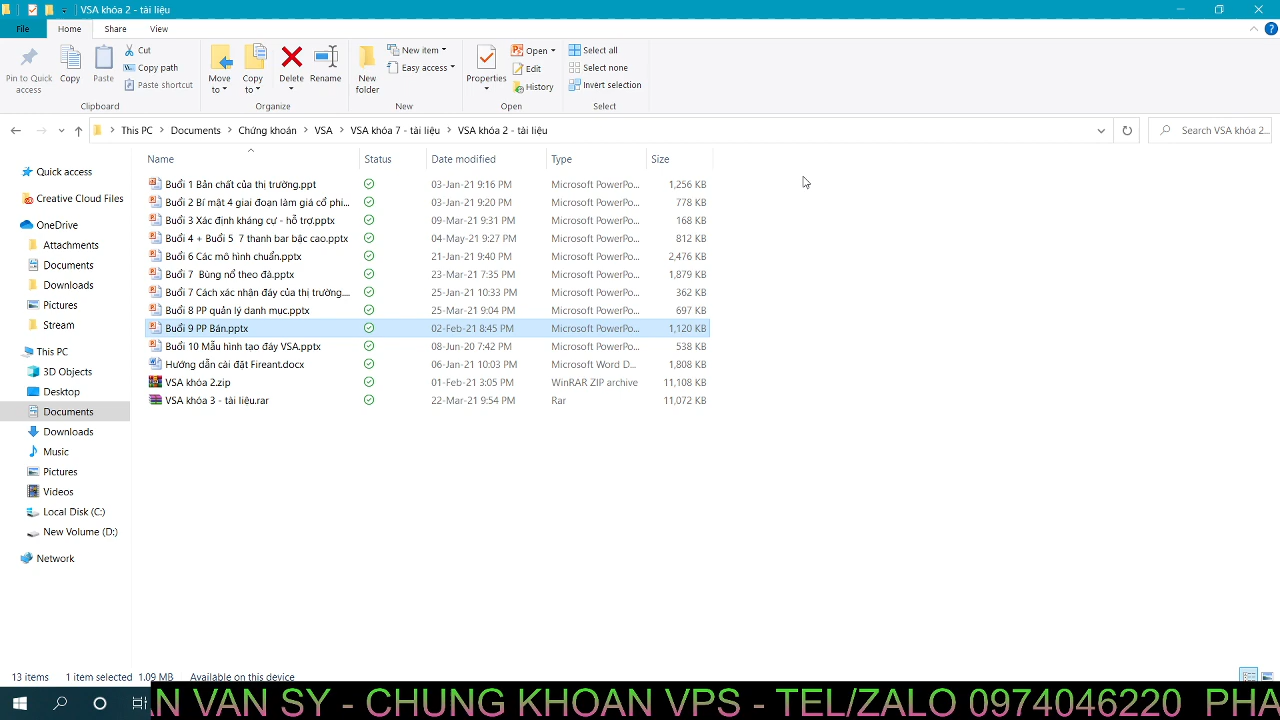 VSA khóa 2 - tài liệu
File Home Share View
Pin to Quick access
Copy
Paste
Cut
Copy path
Paste shortcut
Clipboard
Move to
Copy to
Delete
Rename
Organize
New folder
New item
Easy access
New
Properties
Open
Edit
History
Open
Select all
Select none
Invert selection
Select
This PC > Documents > Chứng khoán > VSA > VSA khóa 7 - tài liệu > VSA khóa 2 - tài liệu
Search VSA khóa 2...
Name Status Date modified Type Size
Buổi 1 Bản chất của thị trường.ppt 03-Jan-21 9:16 PM Microsoft PowerPo... 1,256 KB
Buổi 2 Bí mật 4 giai đoạn làm giá cổ phi... 03-Jan-21 9:20 PM Microsoft PowerPo... 778 KB
Buổi 3 Xác định kháng cự - hỗ trợ.pptx 09-Mar-21 9:31 PM Microsoft PowerPo... 168 KB
Buổi 4 + Buổi 5 7 thanh bar bậc cao.pptx 04-May-21 9:27 PM Microsoft PowerPo... 812 KB
Buổi 6 Các mô hình chuẩn.pptx 21-Jan-21 9:40 PM Microsoft PowerPo... 2,476 KB
Buổi 7 Bùng nổ theo đà.pptx 23-Mar-21 7:35 PM Microsoft PowerPo... 1,879 KB
Buổi 7 Cách xác nhận đáy của thị trường.... 25-Jan-21 10:33 PM Microsoft PowerPo... 362 KB
Buổi 8 PP quản lý danh mục.pptx 25-Mar-21 9:04 PM Microsoft PowerPo... 697 KB
Buổi 9 PP Bán.pptx 02-Feb-21 8:45 PM Microsoft PowerPo... 1,120 KB
Buổi 10 Mẫu hình tạo đáy VSA.pptx 08-Jun-20 7:42 PM Microsoft PowerPo... 538 KB
Hướng dẫn cài đặt Fireant.docx 06-Jan-21 10:03 PM Microsoft Word D... 1,808 KB
VSA khóa 2.zip 01-Feb-21 3:05 PM WinRAR ZIP archive 11,108 KB
VSA khóa 3 - tài liệu.rar 22-Mar-21 9:54 PM Rar 11,072 KB
Quick access
Creative Cloud Files
OneDrive
Attachments
Documents
Downloads
Pictures
Stream
This PC
3D Objects
Desktop
Documents
Downloads
Music
Pictures
Videos
Local Disk (C:)
New Volume (D:)
Network
13 items 1 item selected 1.09 MB Available on this device
AN VAN SY - CHUNG KHOAN VPS - TEL/ZALO 0974046220 PHA